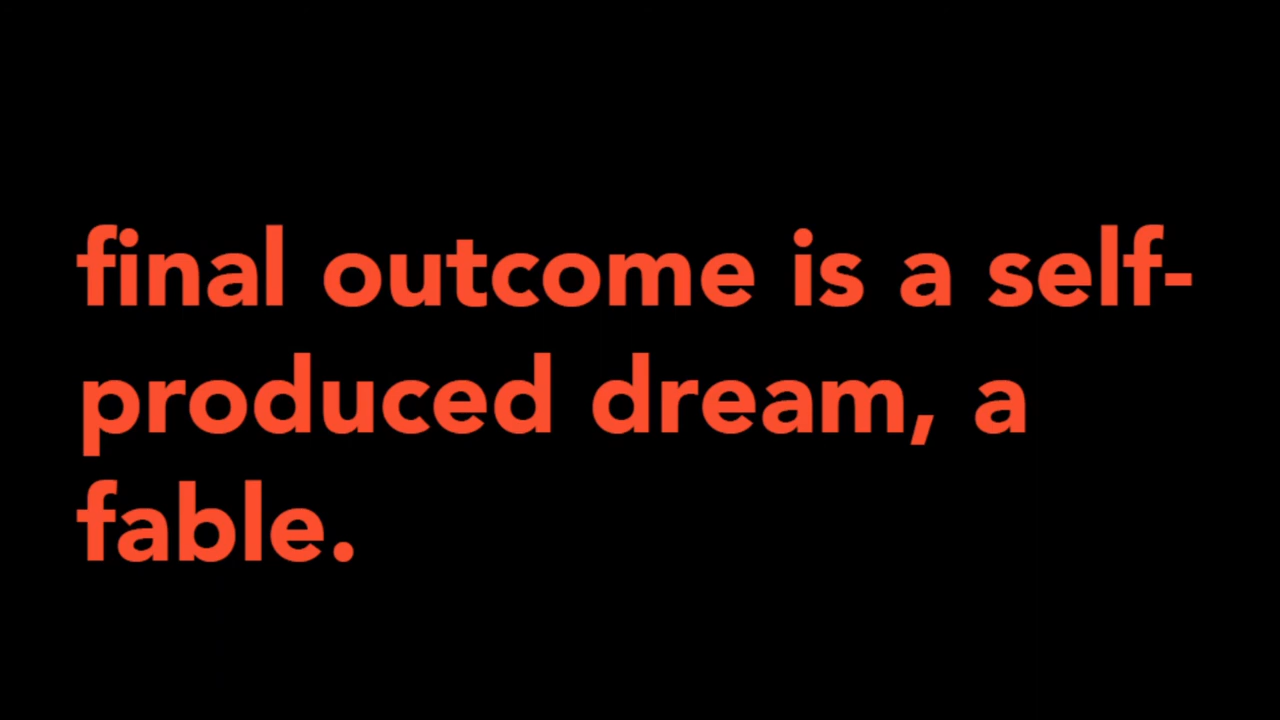 final outcome is a self-
produced dream, a
fable.